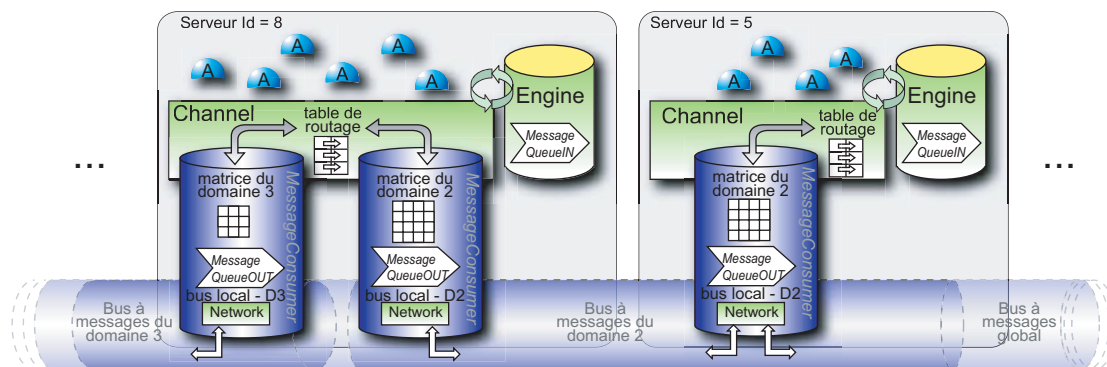 Serveur Id = 8
A
A
A
A
A
A
Engine
Message
QueueIN
Channel
table de
routage
matrice du
domaine 3
MessageConsumer
Message
QueueOUT
bus local - D3
Network
matrice du
domaine 2
MessageConsumer
Message
QueueOUT
bus local - D2
Network
Serveur Id = 5
A
A
A
A
Engine
Message
QueueIN
Channel
table de
routage
matrice du
domaine 2
MessageConsumer
Message
QueueOUT
bus local - D2
Network
...
...
Bus à
messages du
domaine 3
Bus à
messages du
domaine 2
Bus à
messages
global